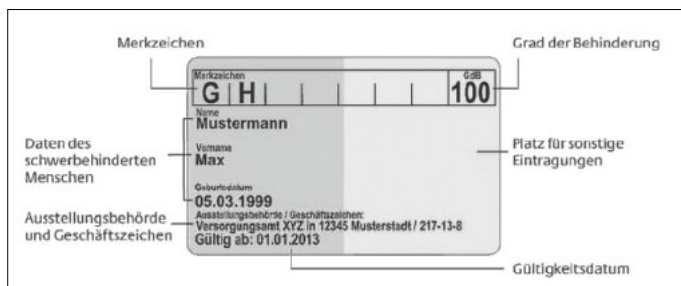 Merkzeichen
Grad der Behinderung
Merkzeichen
GdB
G H
100
Name
Mustermann
Vorname
Max
Geburtsdatum
05.03.1999
Ausstellungsbehörde / Geschäftszeichen:
Versorgungsamt XYZ in 12345 Musterstadt / 217-13-8
Gültig ab: 01.01.2013
Daten des
schwerbehinderten
Menschen
Ausstellungsbehörde
und Geschäftszeichen
Platz für sonstige
Eintragungen
Gültigkeitsdatum